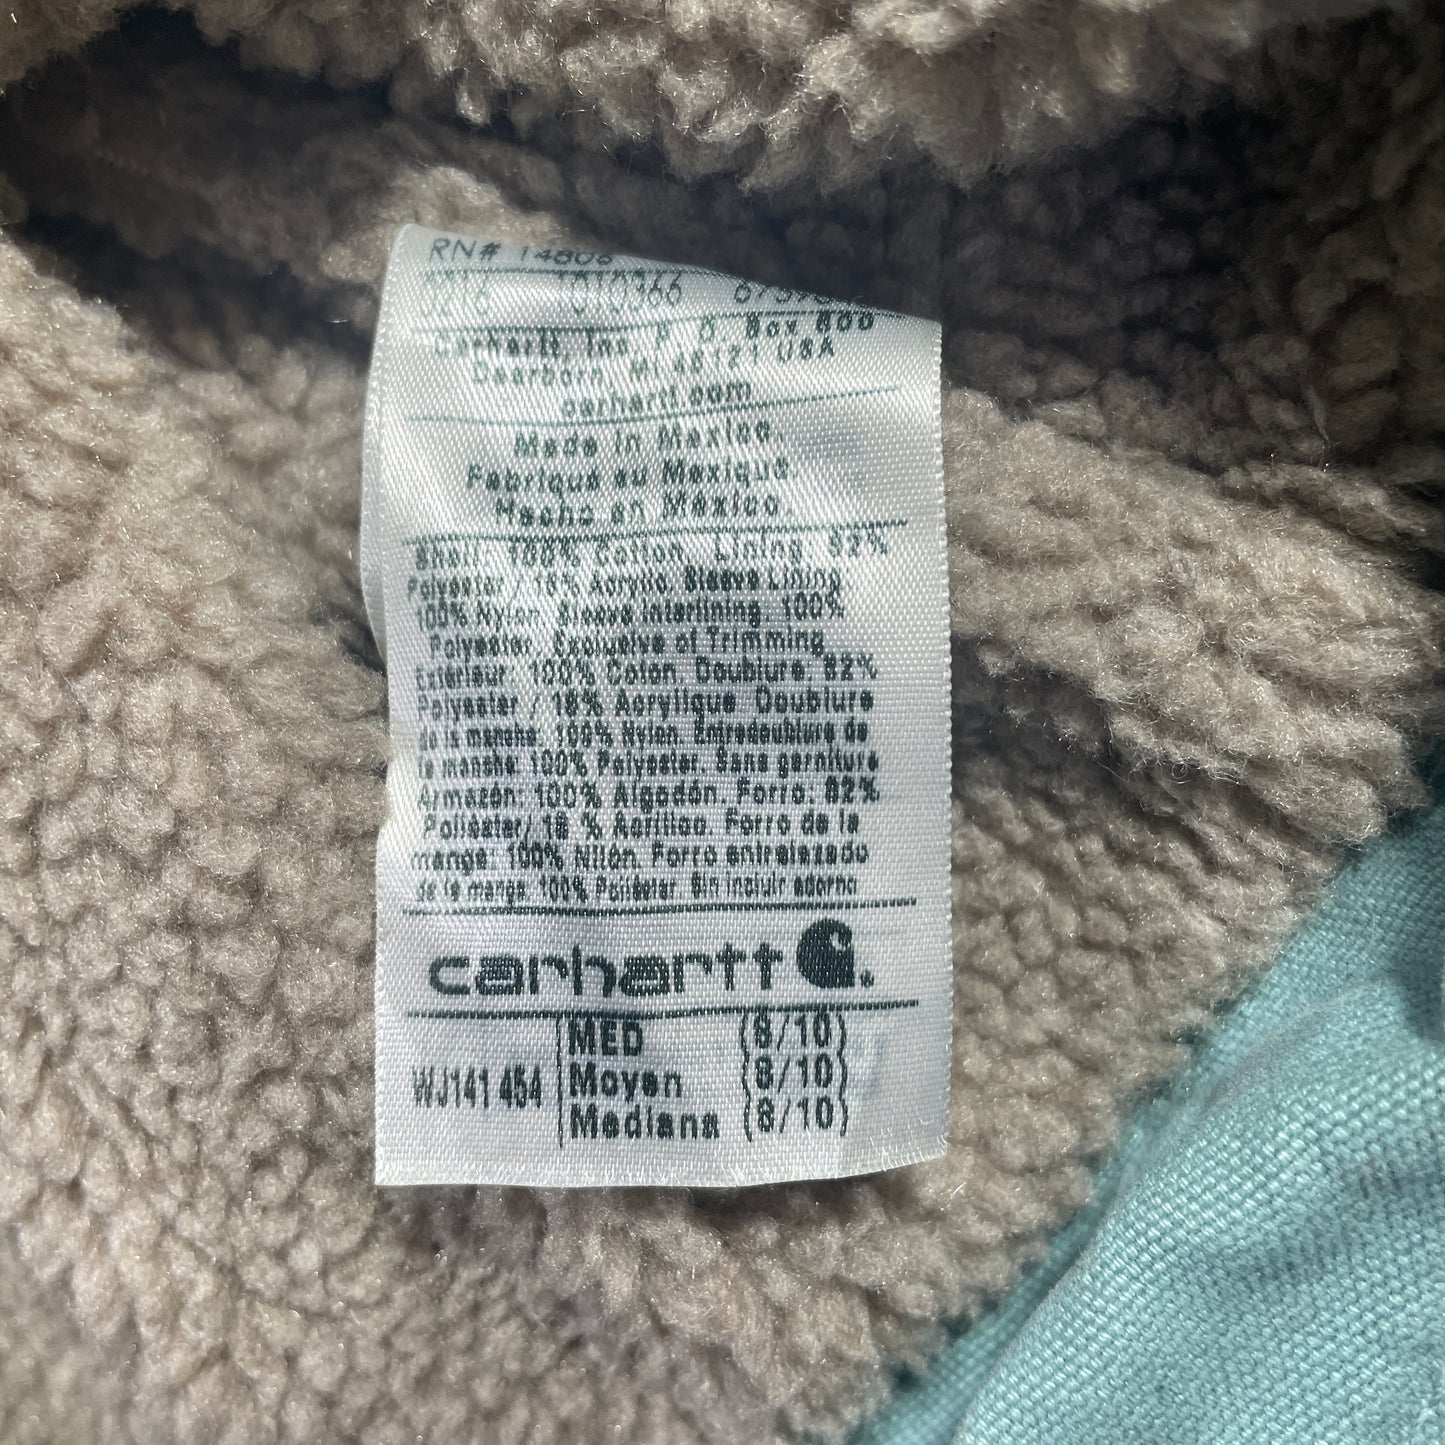 RN# 14806
0216 1010366
Carhartt, Inc. P. O. Box 600
Dearborn, MI 48121 USA
carhartt.com
Made in Mexico.
Fabriqué au Mexique
Hecho en México
Shell: 100% Cotton. Lining: 82%
Polyester / 18% Acrylic. Sleeve Lining
100% Nylon. Sleeve Interlining 100%
Polyester. Exclusive of Trimming
Extérieur 100% Coton. Doublure: 82%
Polyester / 18% Acrylique. Doublure
de la manche: 100% Nylon. Entredoublure de
la manche: 100% Polyester. Sans garniture
Armazón: 100% Algodón. Forro: 82%
Poliéster/ 18 % Acrílico. Forro de la
manga: 100% Nilón. Forro entrelazado
de la manga 100% Poliéster. Sin incluir adorno
carhartt
WJ141 454
MED (8/10)
Moyen (8/10)
Mediana (8/10)